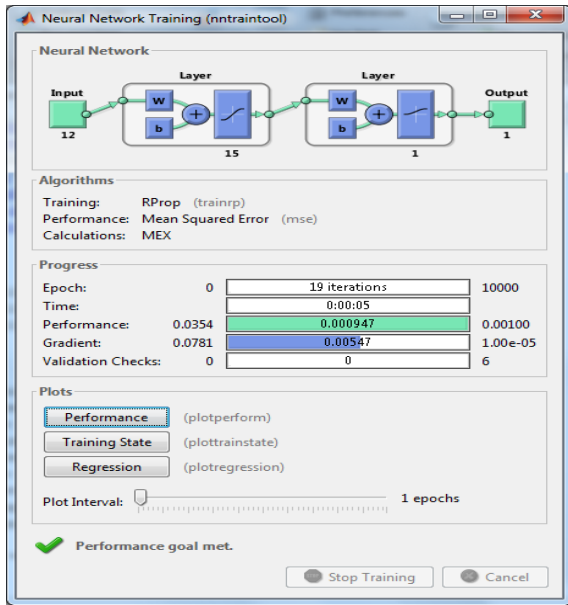 Neural Network Training (nntraintool)
Neural Network
Layer Layer
Input Output
W W
b b
12 1
15 1
Algorithms
Training: RProp (trainrp)
Performance: Mean Squared Error (mse)
Calculations: MEX
Progress
Epoch: 0 19 iterations 10000
Time: 0:00:05
Performance: 0.0354 0.000947 0.00100
Gradient: 0.0781 0.00547 1.00e-05
Validation Checks: 0 0 6
Plots
Performance (plotperform)
Training State (plottrainstate)
Regression (plotregression)
Plot Interval: 1 epochs
Performance goal met.
Stop Training Cancel